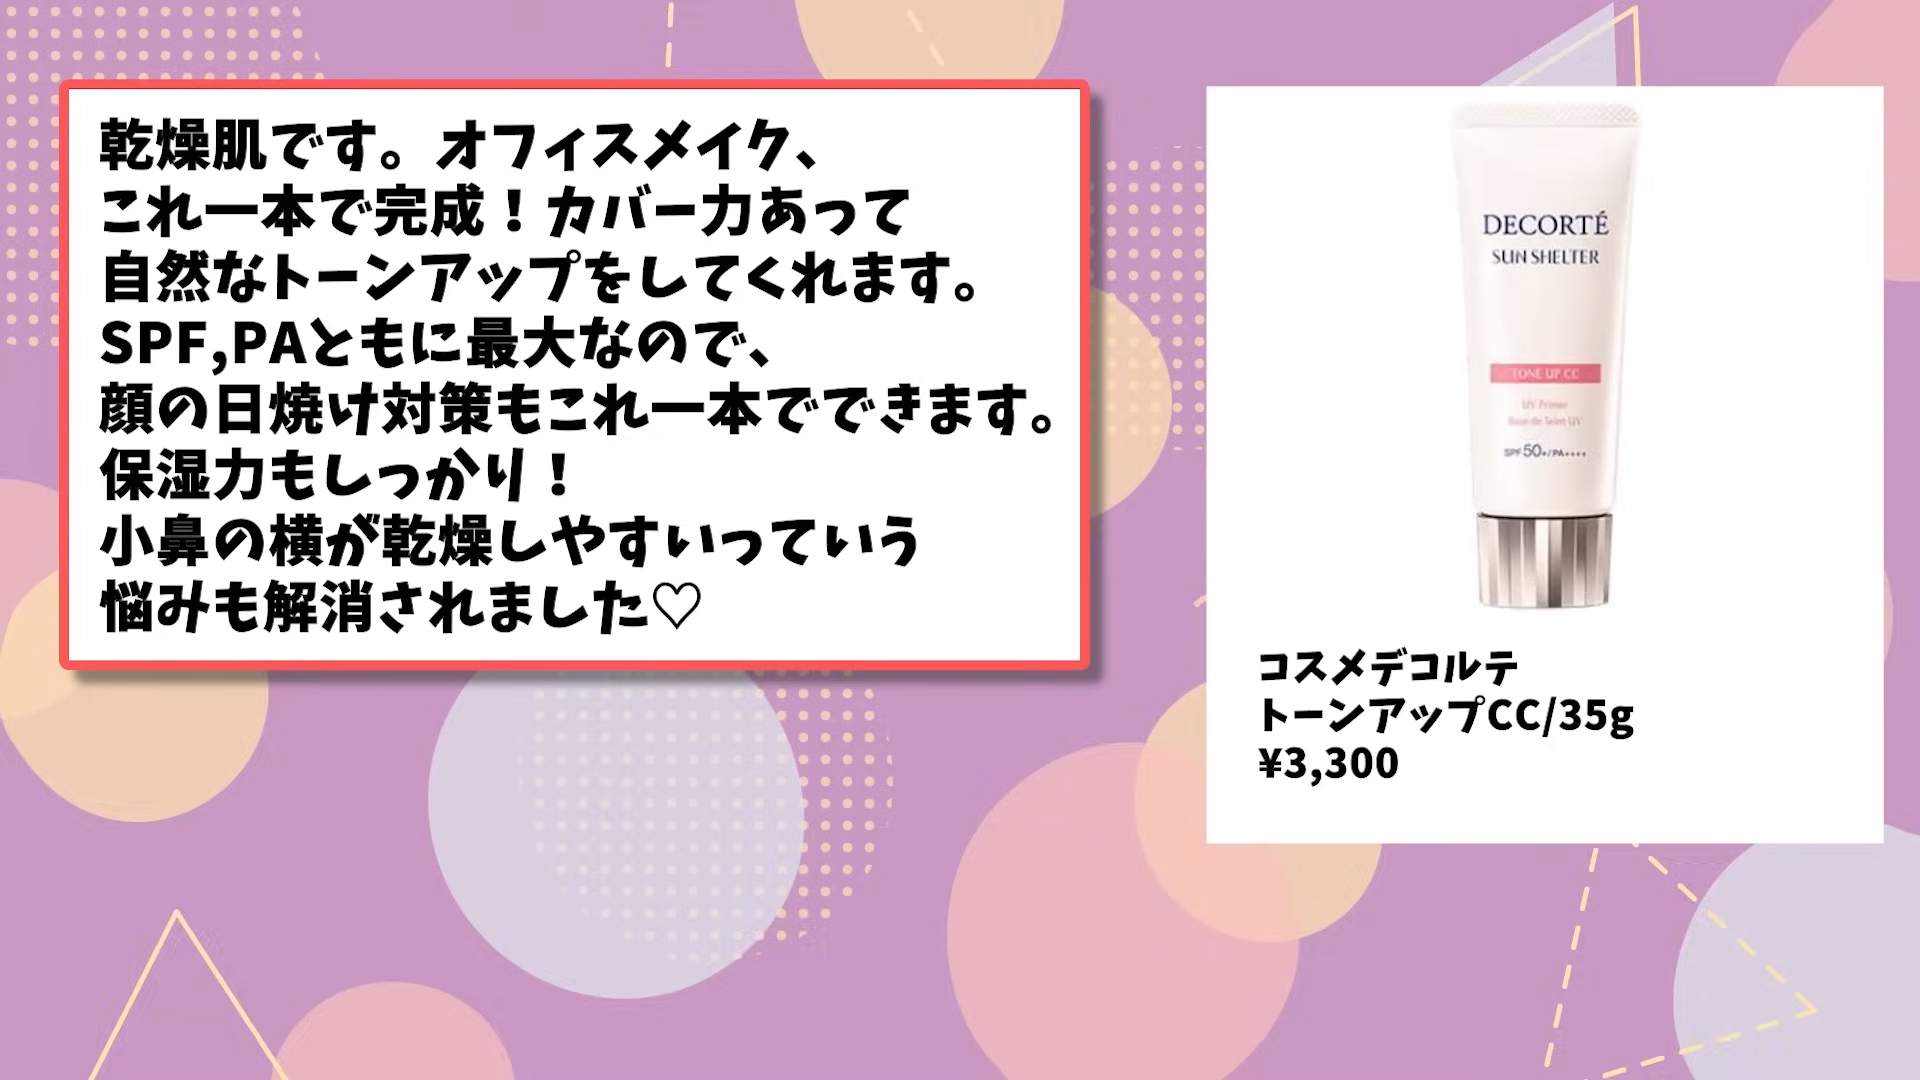 乾燥肌です。オフィスメイク、
これ一本で完成！カバー力あって
自然なトーンアップをしてくれます。
SPF,PAともに最大なので、
顔の日焼け対策もこれ一本でできます。
保湿力もしっかり！
小鼻の横が乾燥しやすいっていう
悩みも解消されました♡
DECORTÉ
SUN SHELTER
TONE UP CC
UV Primer
Base de Teint UV
SPF50+/PA++++
コスメデコルテ
トーンアップCC/35g
¥3,300